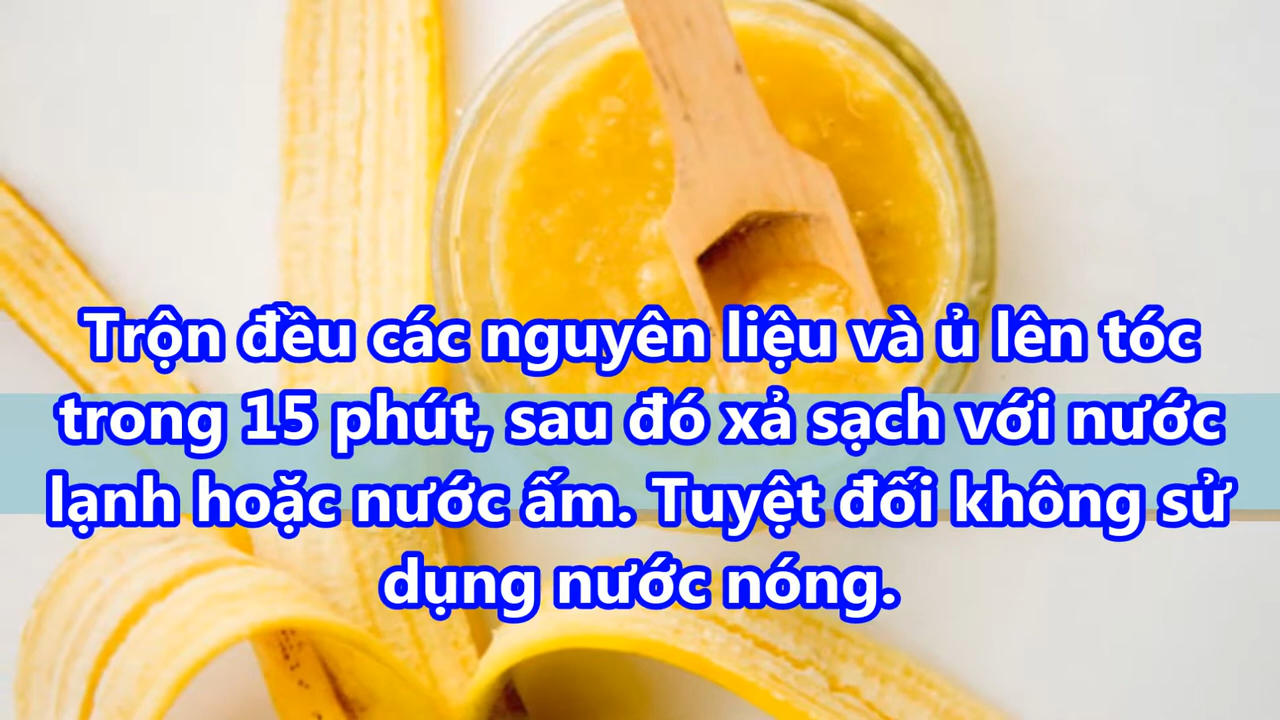 Trộn đều các nguyên liệu và ủ lên tóc
trong 15 phút, sau đó xả sạch với nước
lạnh hoặc nước ấm. Tuyệt đối không sử
dụng nước nóng.